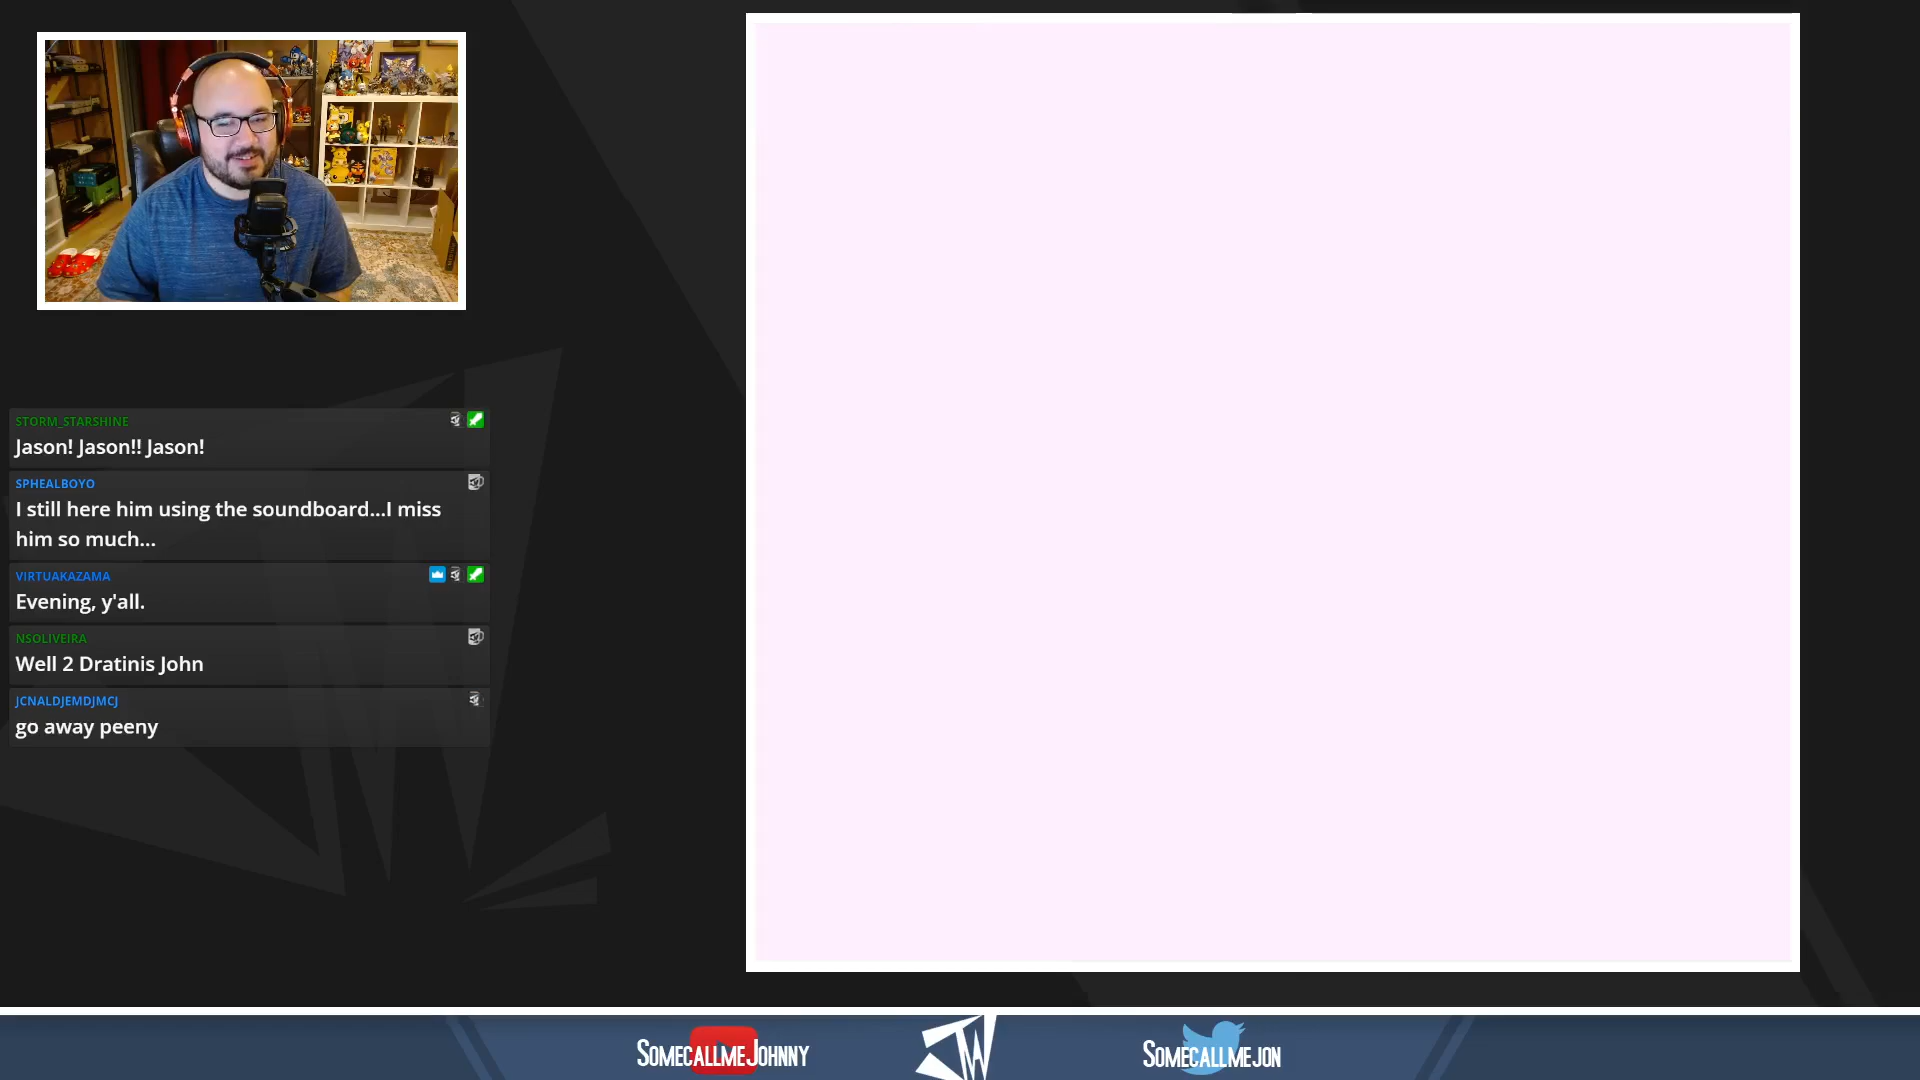 STORM_STARSHINE
Jason! Jason!! Jason!
SPHEALBOYO
I still here him using the soundboard...I miss
him so much...
VIRTUAKAZAMA
Evening, y'all.
NSOLIVEIRA
Well 2 Dratinis John
JCNALDJEMDJMCJ
go away peeny
SOMECALLMEJOHNNY
SOMECALLMEJON